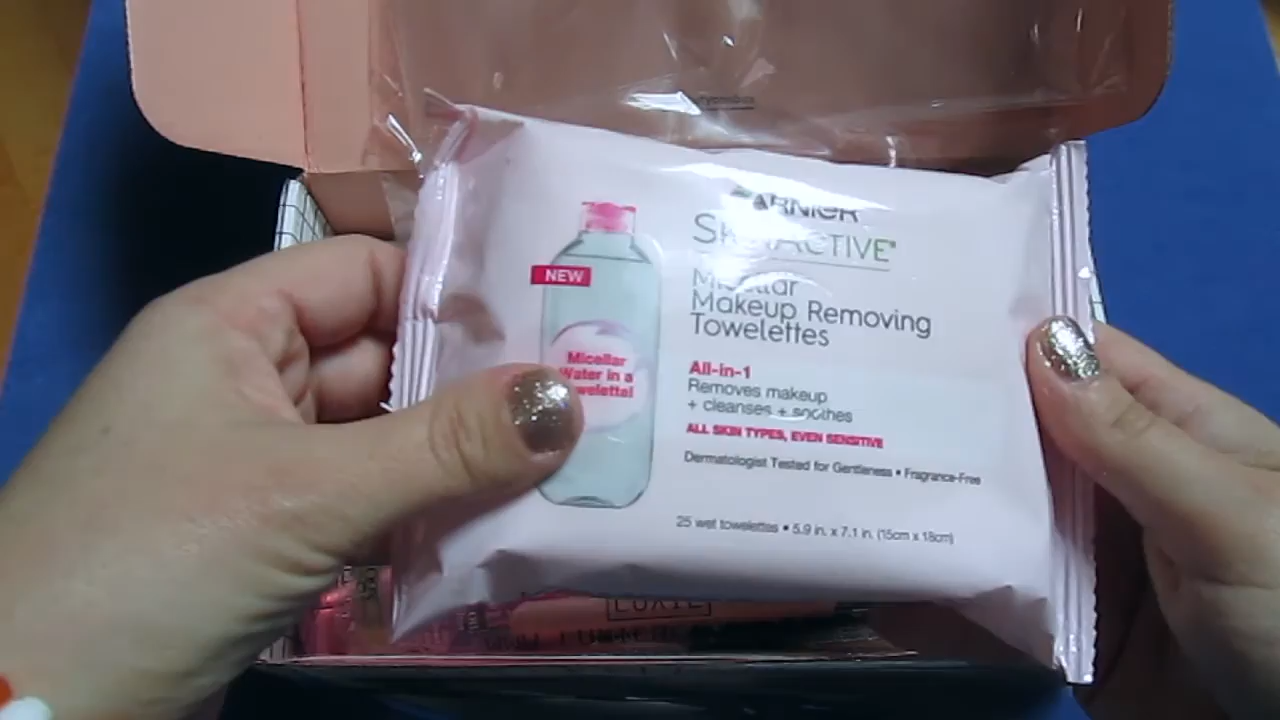 GARNIER
SKINACTIVE
Micellar
Makeup Removing
Towelettes
NEW
Micellar
Water in a
All-in-1
Removes makeup
+ cleanses + soothes
ALL SKIN TYPES, EVEN SENSITIVE
Dermatologist Tested for Gentleness • Fragrance-Free
25 wet towelettes • 5.9 in. x 7.1 in. (15cm x 18cm)
LUXIE